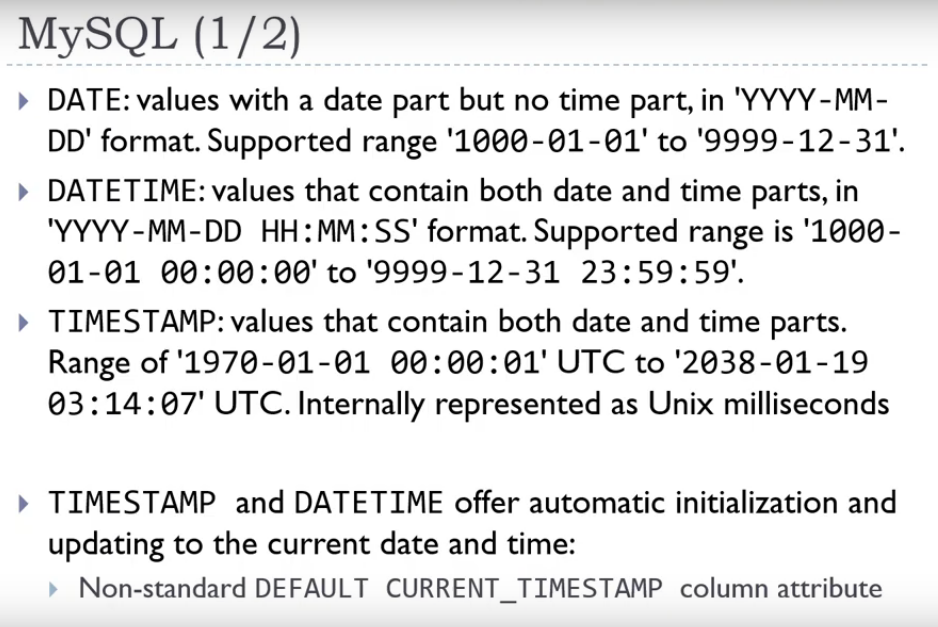 MySQL (1/2)
DATE: values with a date part but no time part, in 'YYYY-MM-
DD' format. Supported range '1000-01-01' to '9999-12-31'.
DATETIME: values that contain both date and time parts, in
'YYYY-MM-DD HH:MM:SS' format. Supported range is '1000-
01-01 00:00:00' to '9999-12-31 23:59:59'.
TIMESTAMP: values that contain both date and time parts.
Range of '1970-01-01 00:00:01' UTC to '2038-01-19
03:14:07' UTC. Internally represented as Unix milliseconds
TIMESTAMP and DATETIME offer automatic initialization and
updating to the current date and time:
Non-standard DEFAULT CURRENT_TIMESTAMP column attribute